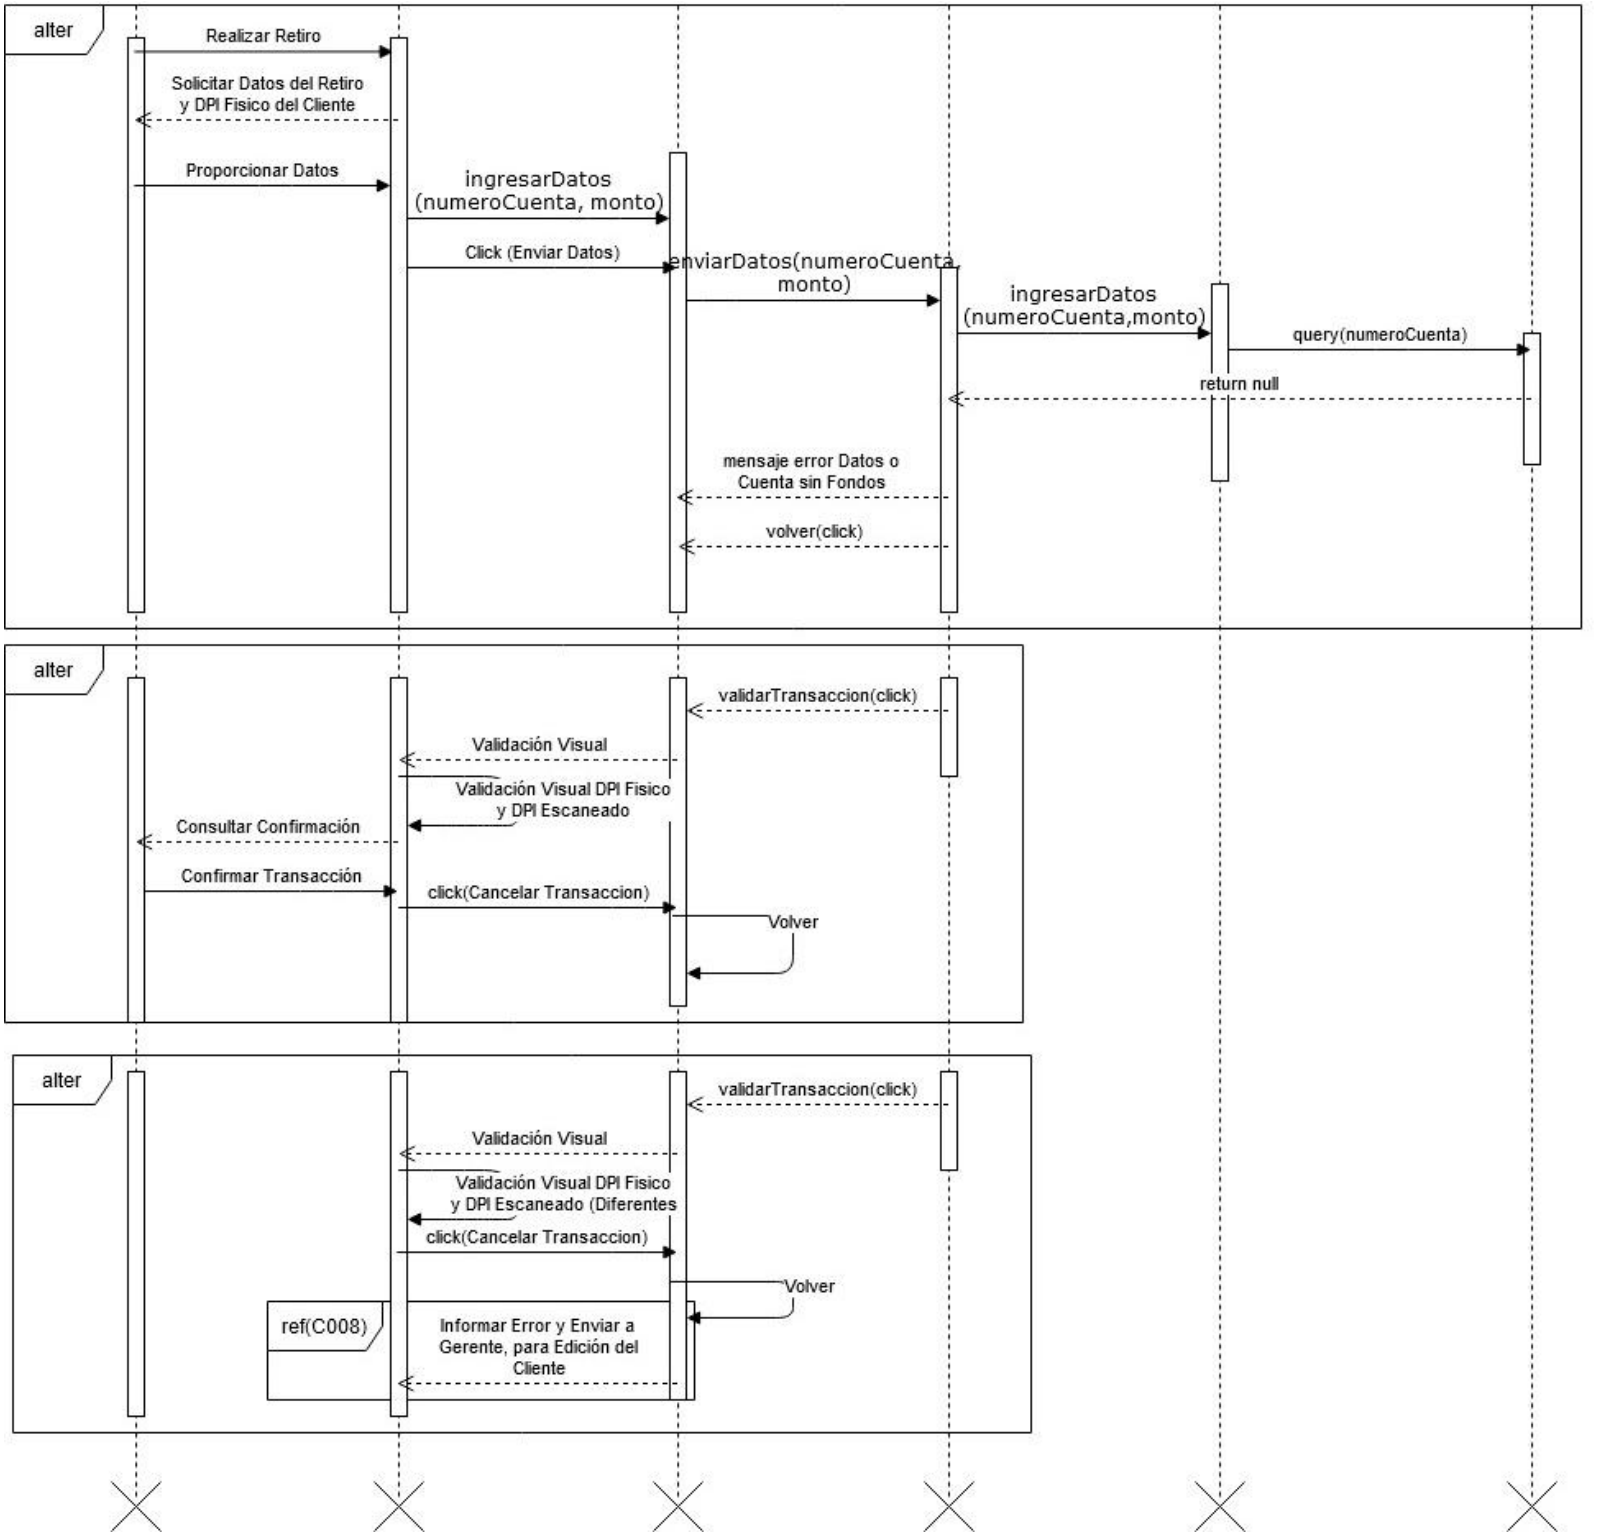 alter
Realizar Retiro
Solicitar Datos del Retiro
y DPI Fisico del Cliente
Proporcionar Datos
ingresarDatos
(numeroCuenta, monto)
Click (Enviar Datos)
enviarDatos(numeroCuenta,
monto)
ingresarDatos
(numeroCuenta,monto)
query(numeroCuenta)
return null
mensaje error Datos o
Cuenta sin Fondos
volver(click)
alter
validarTransaccion(click)
Validación Visual
Validación Visual DPI Fisico
y DPI Escaneado
Consultar Confirmación
Confirmar Transacción
click(Cancelar Transaccion)
Volver
alter
validarTransaccion(click)
Validación Visual
Validación Visual DPI Fisico
y DPI Escaneado (Diferentes
click(Cancelar Transaccion)
Volver
ref(C008)
Informar Error y Enviar a
Gerente, para Edición del
Cliente